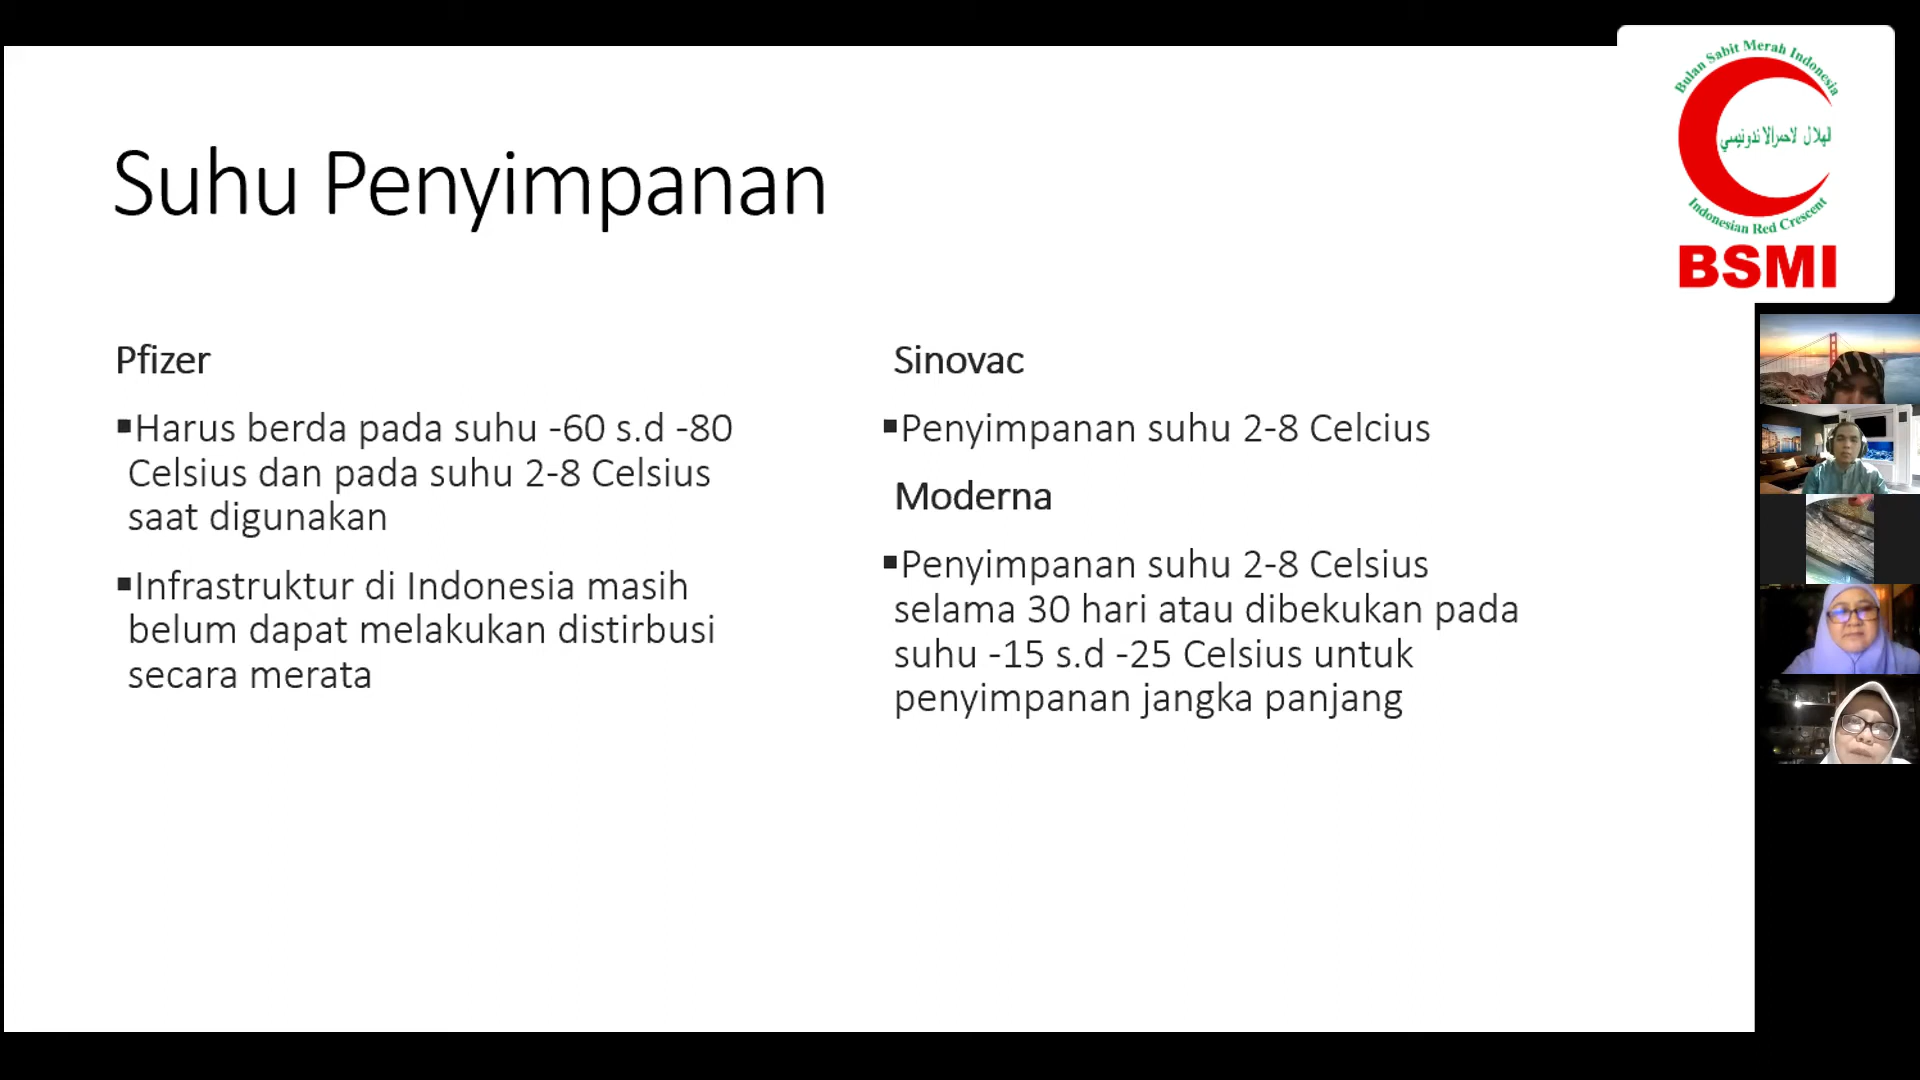 Suhu Penyimpanan
Pfizer
▪Harus berda pada suhu -60 s.d -80
Celsius dan pada suhu 2-8 Celsius
saat digunakan
▪Infrastruktur di Indonesia masih
belum dapat melakukan distirbusi
secara merata
Sinovac
▪Penyimpanan suhu 2-8 Celcius
Moderna
▪Penyimpanan suhu 2-8 Celsius
selama 30 hari atau dibekukan pada
suhu -15 s.d -25 Celsius untuk
penyimpanan jangka panjang
Bulan Sabit Merah Indonesia
الهلال لاحمرالاندونيسي
Indonesian Red Crescent
BSMI